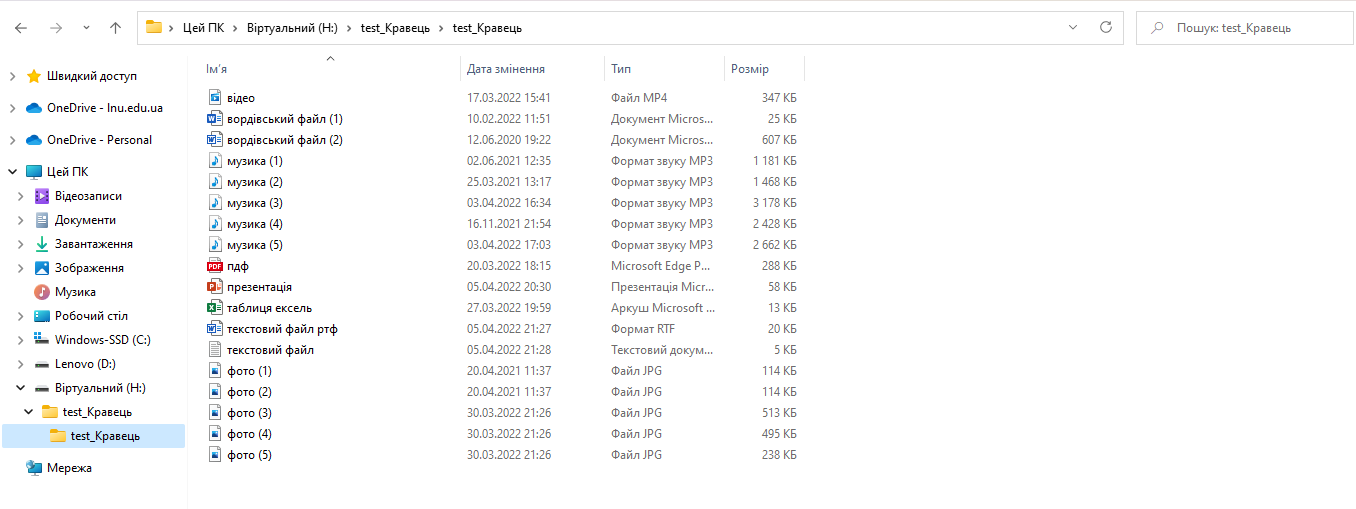 Цей ПК > Віртуальний (H:) > test_Кравець > test_Кравець
Пошук: test_Кравець
Швидкий доступ
OneDrive - lnu.edu.ua
OneDrive - Personal
Цей ПК
Відеозаписи
Документи
Завантаження
Зображення
Музика
Робочий стіл
Windows-SSD (C:)
Lenovo (D:)
Віртуальний (H:)
test_Кравець
test_Кравець
Мережа
Ім'я Дата змінення Тип Розмір
відео 17.03.2022 15:41 Файл MP4 347 КБ
вордівський файл (1) 10.02.2022 11:51 Документ Micros... 25 КБ
вордівський файл (2) 12.06.2020 19:22 Документ Micros... 607 КБ
музика (1) 02.06.2021 12:35 Формат звуку MP3 1 181 КБ
музика (2) 25.03.2021 13:17 Формат звуку MP3 1 468 КБ
музика (3) 03.04.2022 16:34 Формат звуку MP3 3 178 КБ
музика (4) 16.11.2021 21:54 Формат звуку MP3 2 428 КБ
музика (5) 03.04.2022 17:03 Формат звуку MP3 2 662 КБ
PDF пдф 20.03.2022 18:15 Microsoft Edge P... 288 КБ
презентація 05.04.2022 20:30 Презентація Micr... 58 КБ
таблиця ексель 27.03.2022 19:59 Аркуш Microsoft ... 13 КБ
текстовий файл ртф 05.04.2022 21:27 Формат RTF 20 КБ
текстовий файл 05.04.2022 21:28 Текстовий докум... 5 КБ
фото (1) 20.04.2021 11:37 Файл JPG 114 КБ
фото (2) 20.04.2021 11:37 Файл JPG 114 КБ
фото (3) 30.03.2022 21:26 Файл JPG 513 КБ
фото (4) 30.03.2022 21:26 Файл JPG 495 КБ
фото (5) 30.03.2022 21:26 Файл JPG 238 КБ